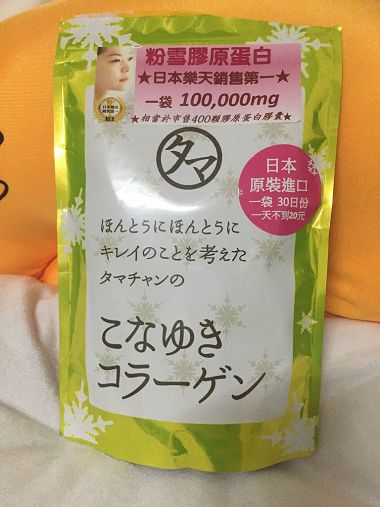 粉雪膠原蛋白
★日本樂天銷售第一★
一袋 100,000mg
★相當於市售400顆膠原蛋白膠囊★
タマ
日本
原裝進口
一袋 30日份
一天不到20元
ほんとうにほんとうに
キレイのことを考えた
タマチャンの
こなゆき
コラーゲン